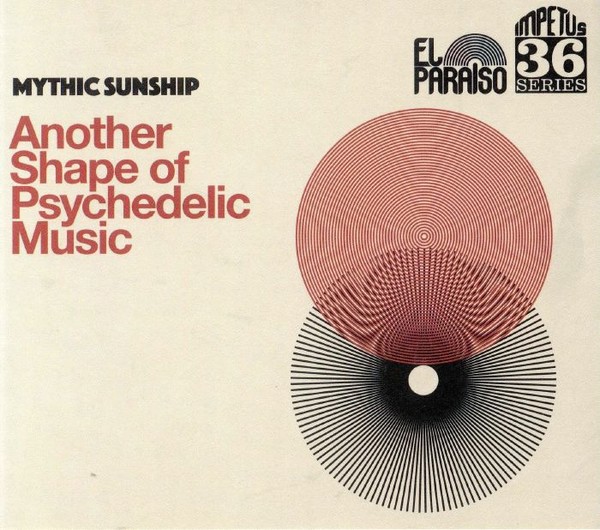 IMPETUS
36
SERIES
EL
PARAISO
MYTHIC SUNSHIP
Another
Shape of
Psychedelic
Music